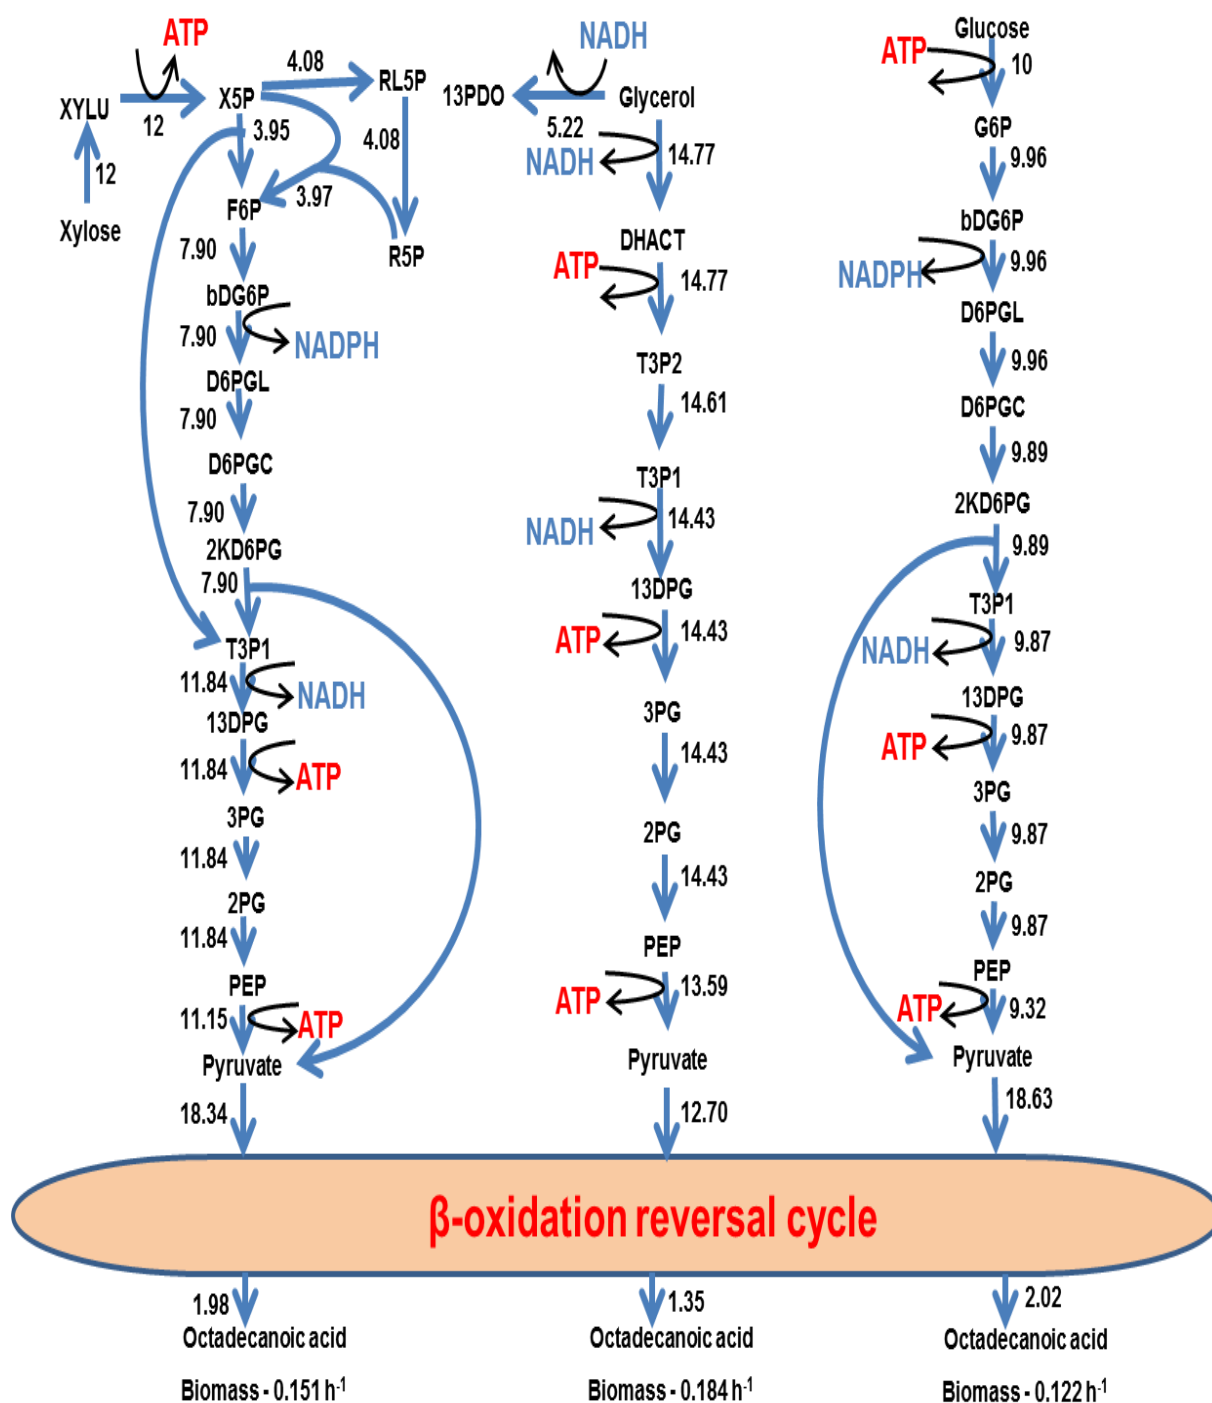 ATP
XYLU
12
X5P
4.08
RL5P
12
Xylose
3.95
4.08
3.97
F6P
R5P
7.90
bDG6P
7.90
NADPH
D6PGL
7.90
D6PGC
7.90
2KD6PG
7.90
T3P1
11.84
NADH
13DPG
11.84
ATP
3PG
11.84
2PG
11.84
PEP
11.15
ATP
Pyruvate
18.34
NADH
13PDO
5.22
Glycerol
NADH
14.77
DHACT
ATP
14.77
T3P2
14.61
T3P1
NADH
14.43
13DPG
ATP
14.43
3PG
14.43
2PG
14.43
PEP
ATP
13.59
Pyruvate
12.70
Glucose
ATP
10
G6P
9.96
bDG6P
NADPH
9.96
D6PGL
9.96
D6PGC
9.89
2KD6PG
9.89
T3P1
NADH
9.87
13DPG
ATP
9.87
3PG
9.87
2PG
9.87
PEP
ATP
9.32
Pyruvate
18.63
β-oxidation reversal cycle
1.98
Octadecanoic acid
Biomass - 0.151 h⁻¹
1.35
Octadecanoic acid
Biomass - 0.184 h⁻¹
2.02
Octadecanoic acid
Biomass - 0.122 h⁻¹